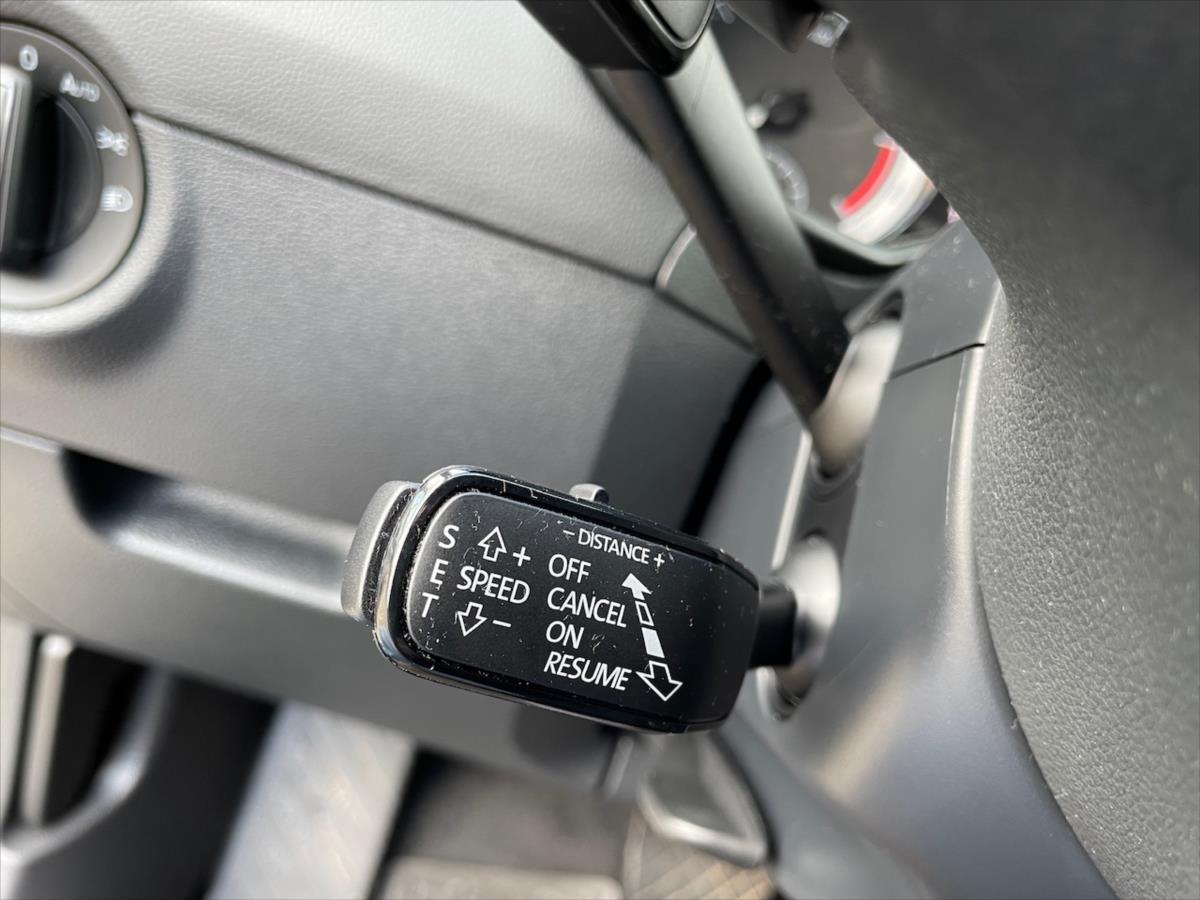 0
AUTO
S
E
T
+
SPEED
−
− DISTANCE +
OFF
CANCEL
ON
RESUME